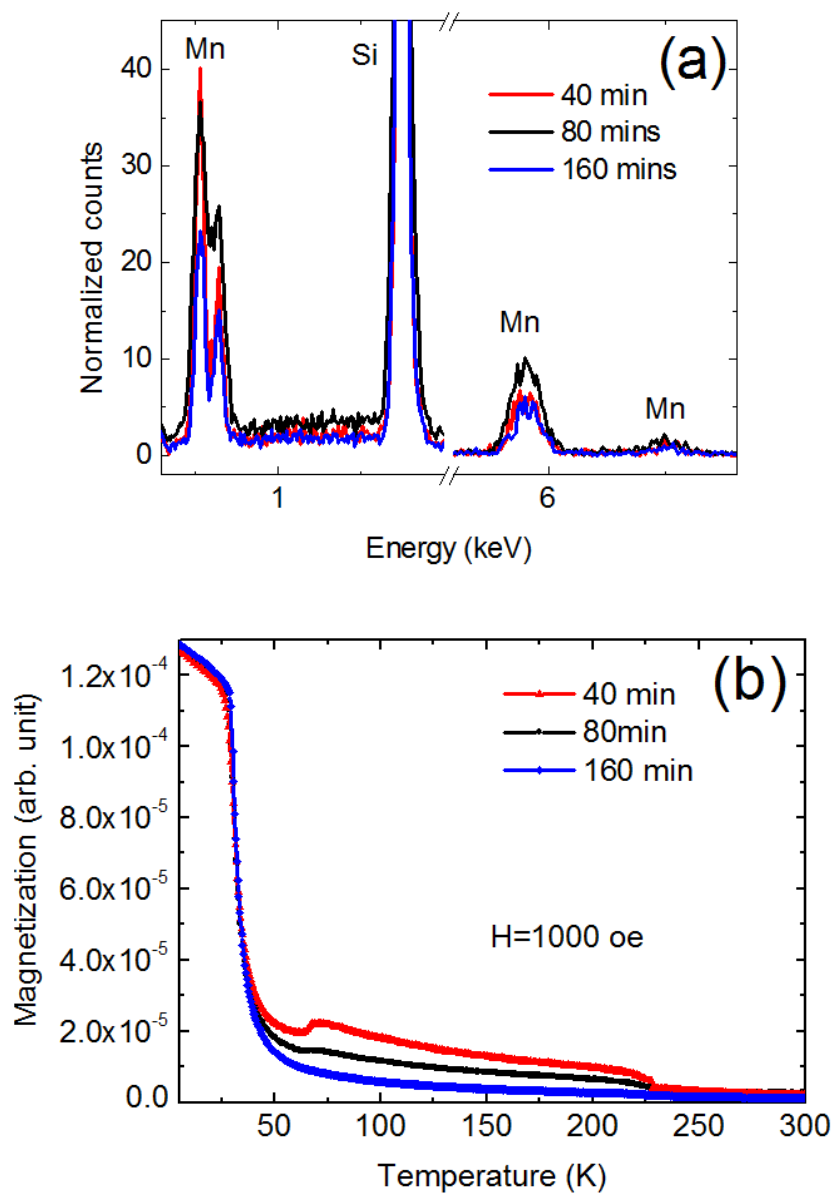 (a)
Mn
Si
40 min
80 mins
160 mins
Mn
Mn
40
30
20
10
0
Normalized counts
1
6
Energy (keV)
(b)
40 min
80min
160 min
H=1000 oe
1.2x10⁻⁴
1.0x10⁻⁴
8.0x10⁻⁵
6.0x10⁻⁵
4.0x10⁻⁵
2.0x10⁻⁵
0.0
Magnetization (arb. unit)
50
100
150
200
250
300
Temperature (K)